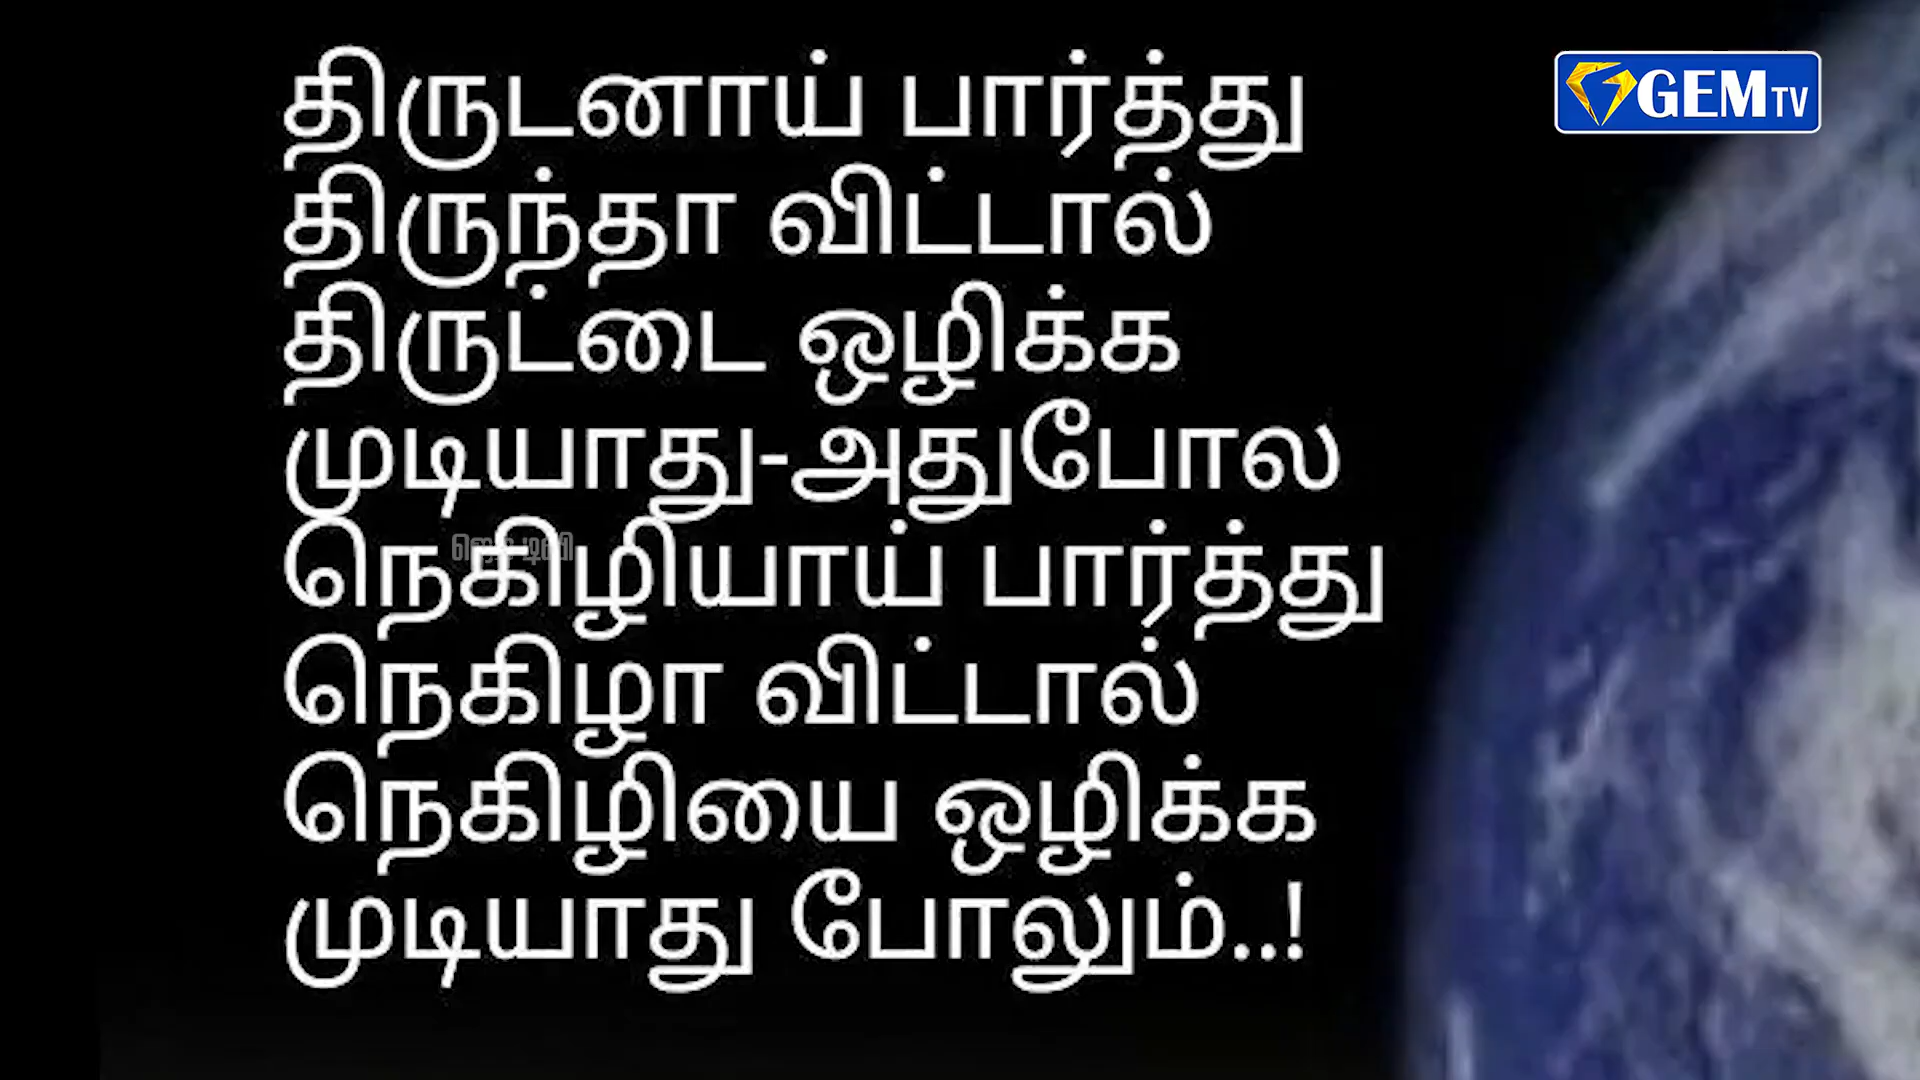 திருடனாய் பார்த்து
GEM TV
திருந்தா விட்டால்
திருட்டை ஒழிக்க
முடியாது-அதுபோல
நெகிழியாய் பார்த்து
நெகிழா விட்டால்
நெகிழியை ஒழிக்க
முடியாது போலும்..!